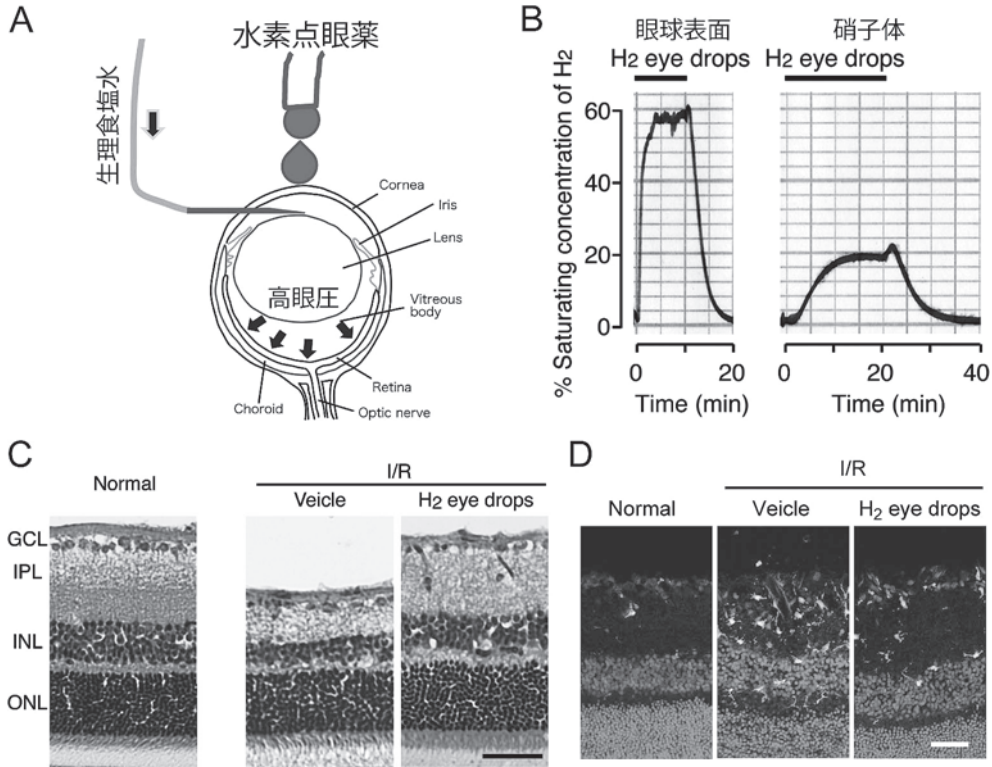 A
水素点眼薬
生理食塩水
Cornea
Iris
Lens
高眼圧
Vitreous
body
Retina
Choroid
Optic nerve
B
眼球表面
硝子体
H2 eye drops
H2 eye drops
% Saturating concentration of H2
60
40
20
0
0
20
0
20
40
Time (min)
Time (min)
C
I/R
Normal
Veicle
H2 eye drops
GCL
IPL
INL
ONL
D
I/R
Normal
Veicle
H2 eye drops